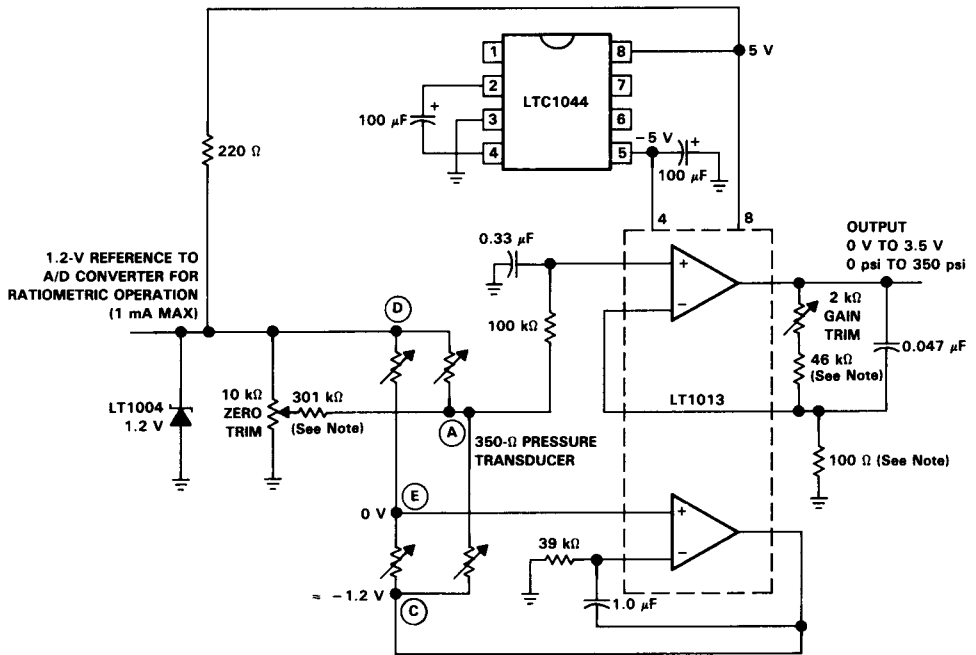 1
2
3
4
8
7
6
5
LTC1044
5 V
100 μF
+
−5 V
+
100 μF
220 Ω
4
8
OUTPUT
0 V TO 3.5 V
0 psi TO 350 psi
0.33 μF
1.2-V REFERENCE TO
A/D CONVERTER FOR
RATIOMETRIC OPERATION
(1 mA MAX)
+
−
2 kΩ
GAIN
TRIM
D
100 kΩ
0.047 μF
46 kΩ
(See Note)
LT1004
1.2 V
10 kΩ
ZERO
TRIM
301 kΩ
(See Note)
A
LT1013
350-Ω PRESSURE
TRANSDUCER
100 Ω (See Note)
E
0 V
+
−
39 kΩ
= −1.2 V
C
1.0 μF